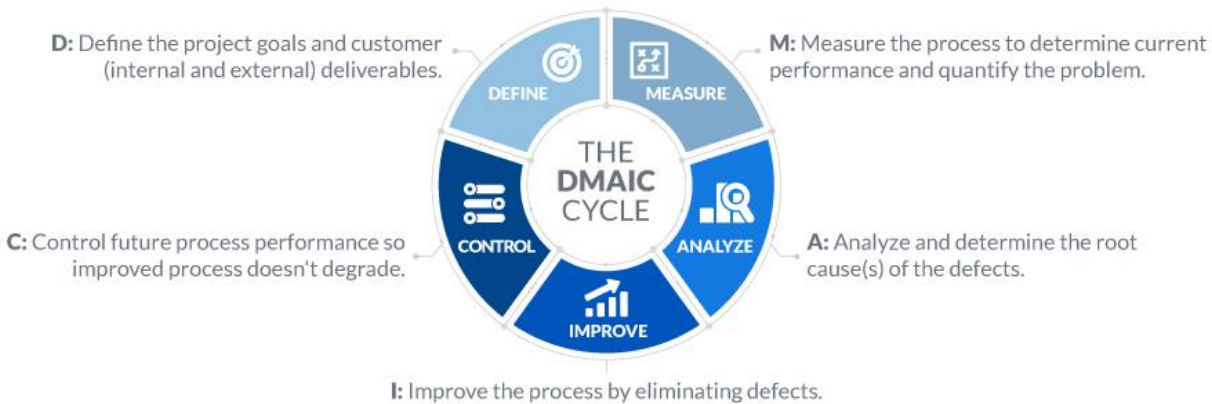 D: Define the project goals and customer
(internal and external) deliverables.
DEFINE
MEASURE
M: Measure the process to determine current
performance and quantify the problem.
THE
DMAIC
CYCLE
C: Control future process performance so
improved process doesn't degrade.
CONTROL
ANALYZE
A: Analyze and determine the root
cause(s) of the defects.
IMPROVE
I: Improve the process by eliminating defects.